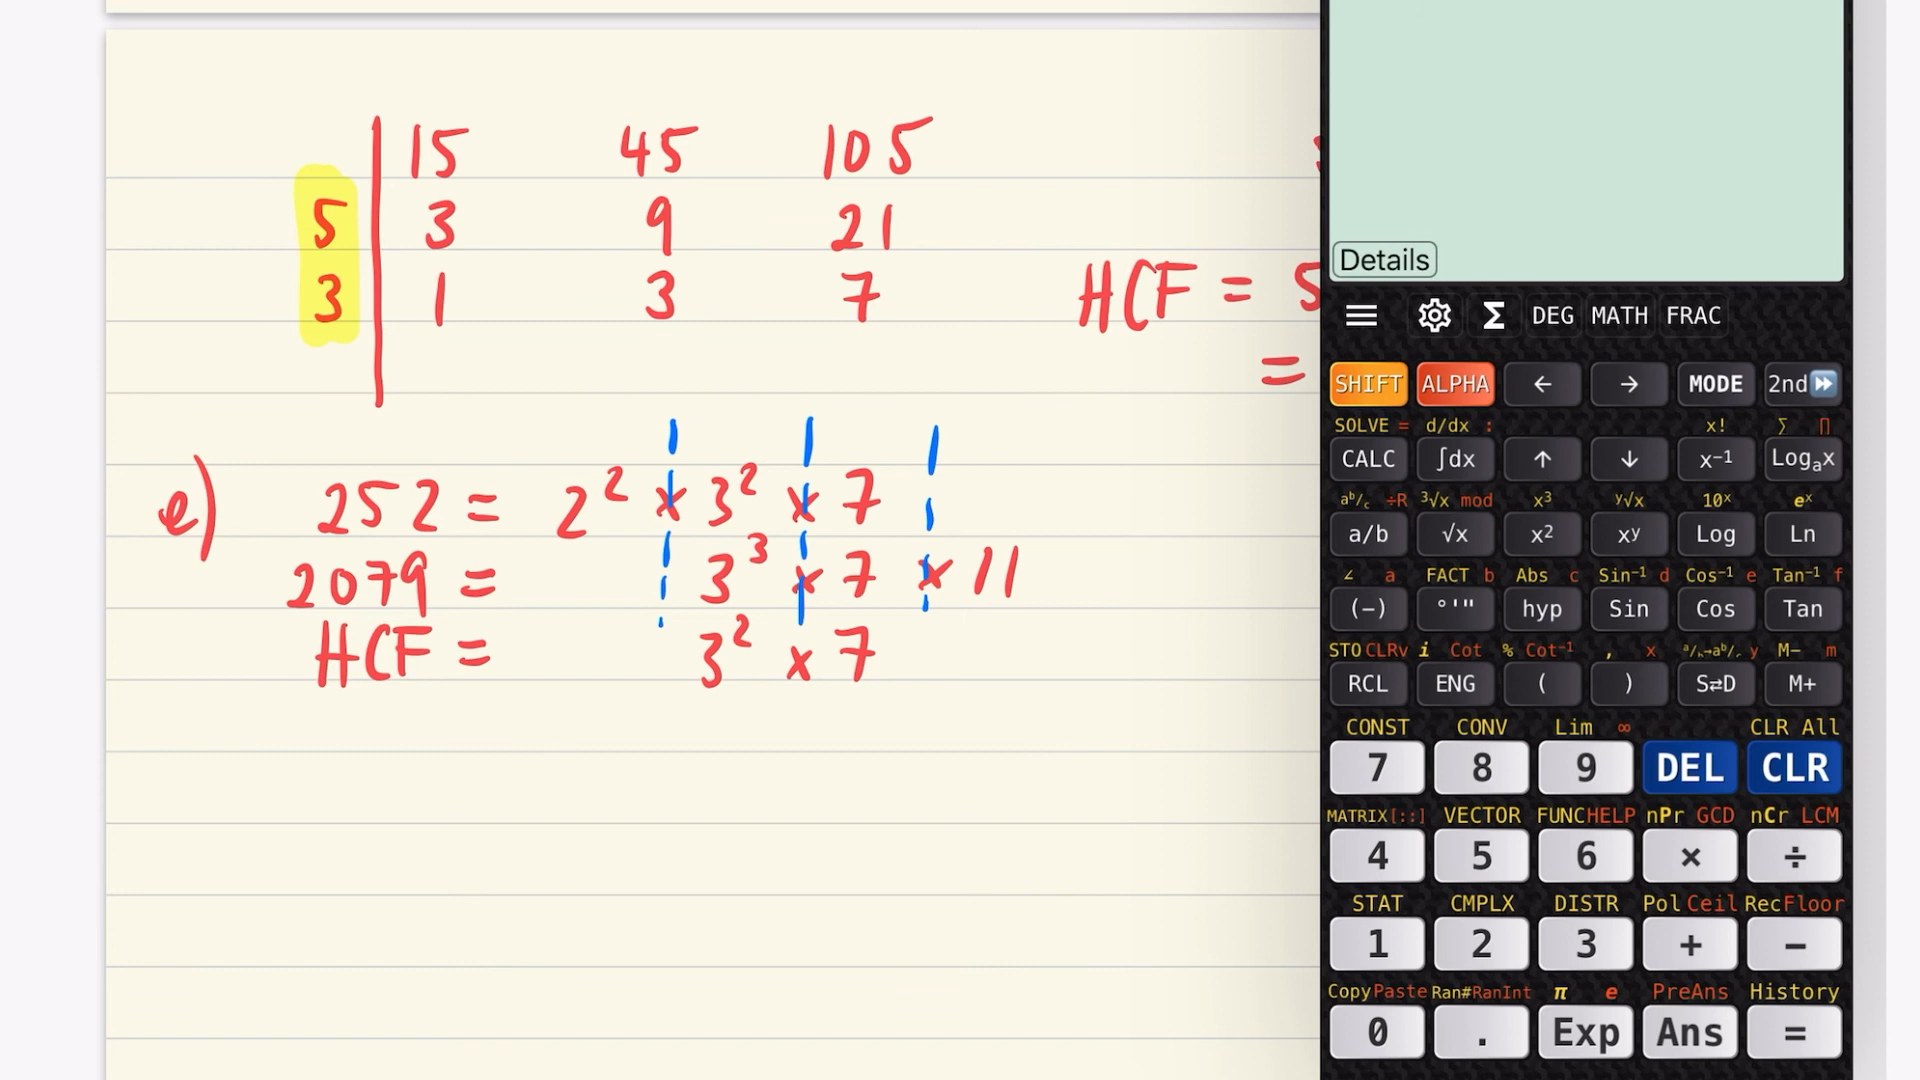 15 45 105
5 3 9 21
3 1 3 7
HCF = 5
=
e) 252 = 2² × 3² × 7
2079 = 3³ × 7 × 11
HCF = 3² × 7
Details
DEG MATH FRAC
SHIFT ALPHA ← → MODE 2nd
SOLVE = d/dx : x! ∑ ∏
CALC ∫dx ↑ ↓ x⁻¹ Logₐx
aᵇ/c ÷R ³√x mod x³ ʸ√x 10ˣ eˣ
a/b √x x² xʸ Log Ln
∠ a FACT b Abs c Sin⁻¹ d Cos⁻¹ e Tan⁻¹ f
(−) °'" hyp Sin Cos Tan
STO CLRv i Cot % Cot⁻¹ , x y M− m
RCL ENG ( ) S⇄D M+
CONST CONV Lim ∞ CLR All
7 8 9 DEL CLR
MATRIX[::] VECTOR FUNC HELP nPr GCD nCr LCM
4 5 6 × ÷
STAT CMPLX DISTR Pol Ceil Rec Floor
1 2 3 + −
Copy Paste Ran# RanInt π e PreAns History
0 . Exp Ans =